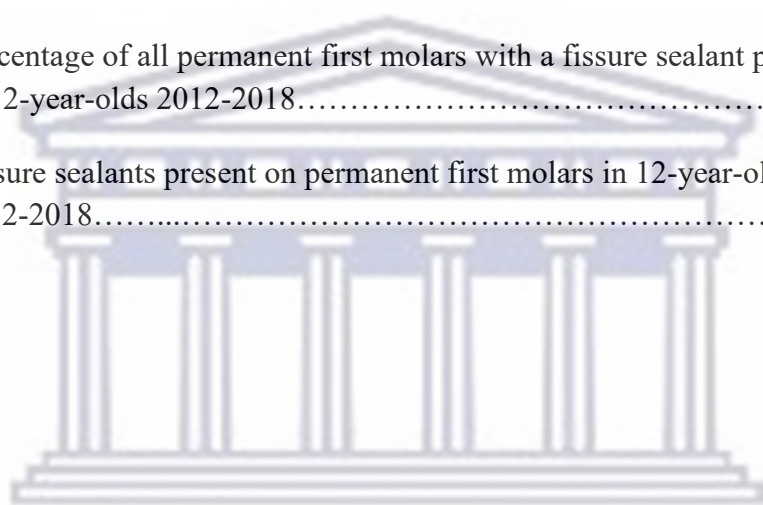 centage of all permanent first molars with a fissure sealant p
2-year-olds 2012-2018……………………………………….
sure sealants present on permanent first molars in 12-year-ol
2-2018……...……………………………………………….